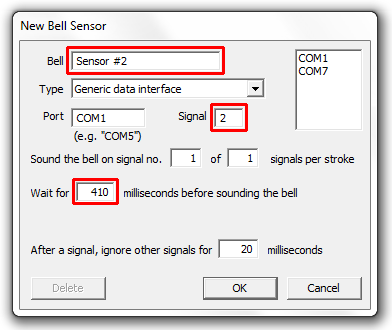 New Bell Sensor
Bell Sensor #2
Type Generic data interface
Port COM1 Signal 2
(e.g. "COM5")
COM1
COM7
Sound the bell on signal no. 1 of 1 signals per stroke
Wait for 410 milliseconds before sounding the bell
After a signal, ignore other signals for 20 milliseconds
Delete OK Cancel